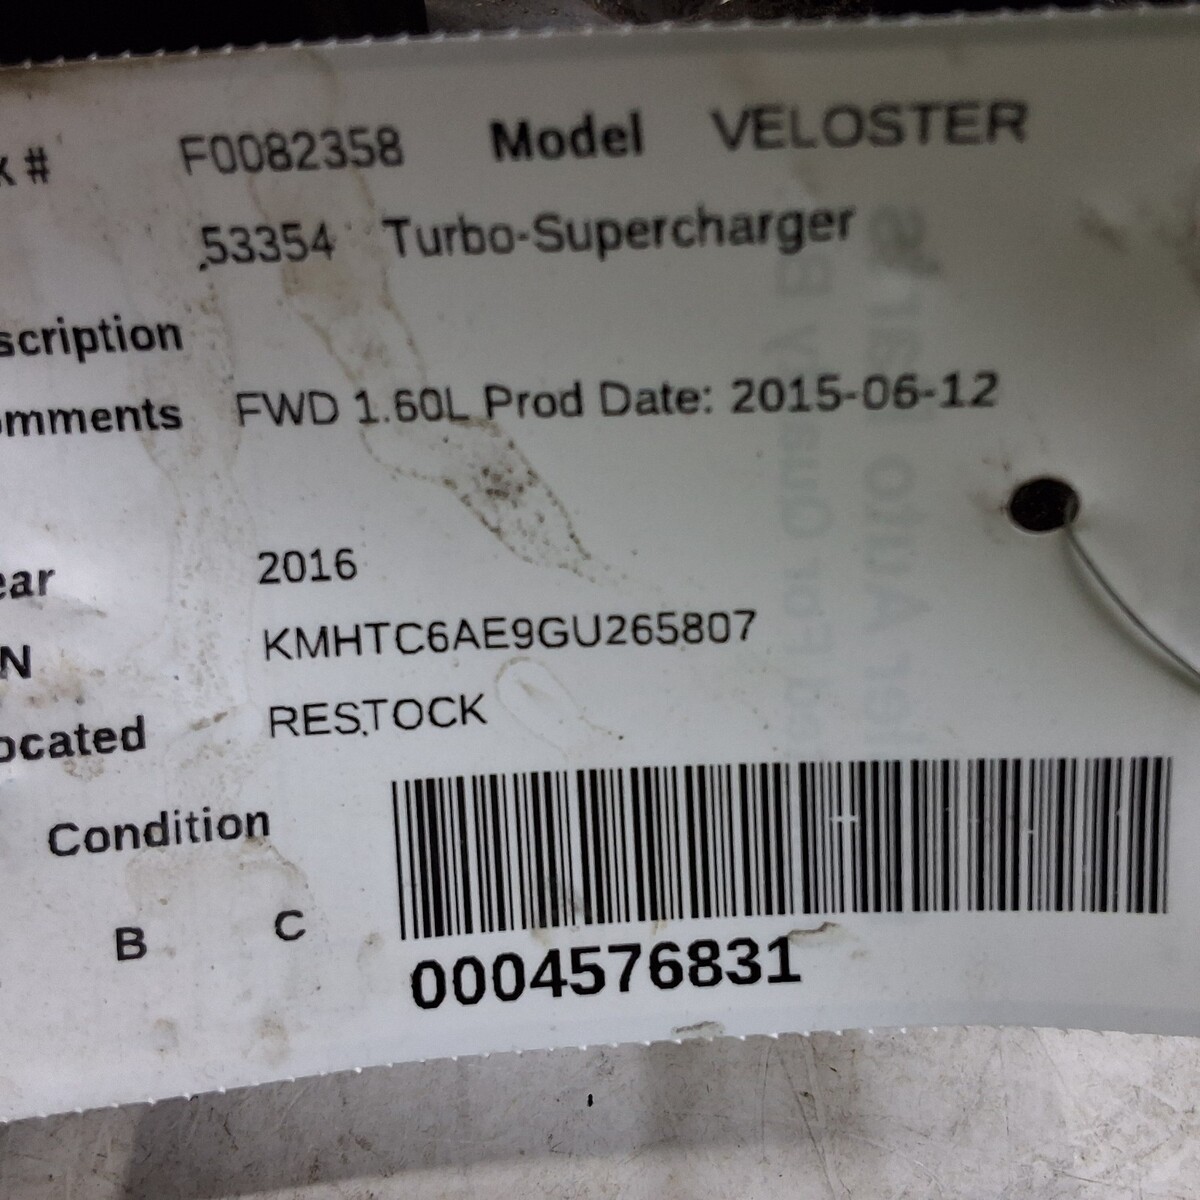 k # F0082358 Model VELOSTER
53354 Turbo-Supercharger
scription
omments FWD 1.60L Prod Date: 2015-06-12
ear 2016
N KMHTC6AE9GU265807
ocated RESTOCK
Condition
B C
0004576831